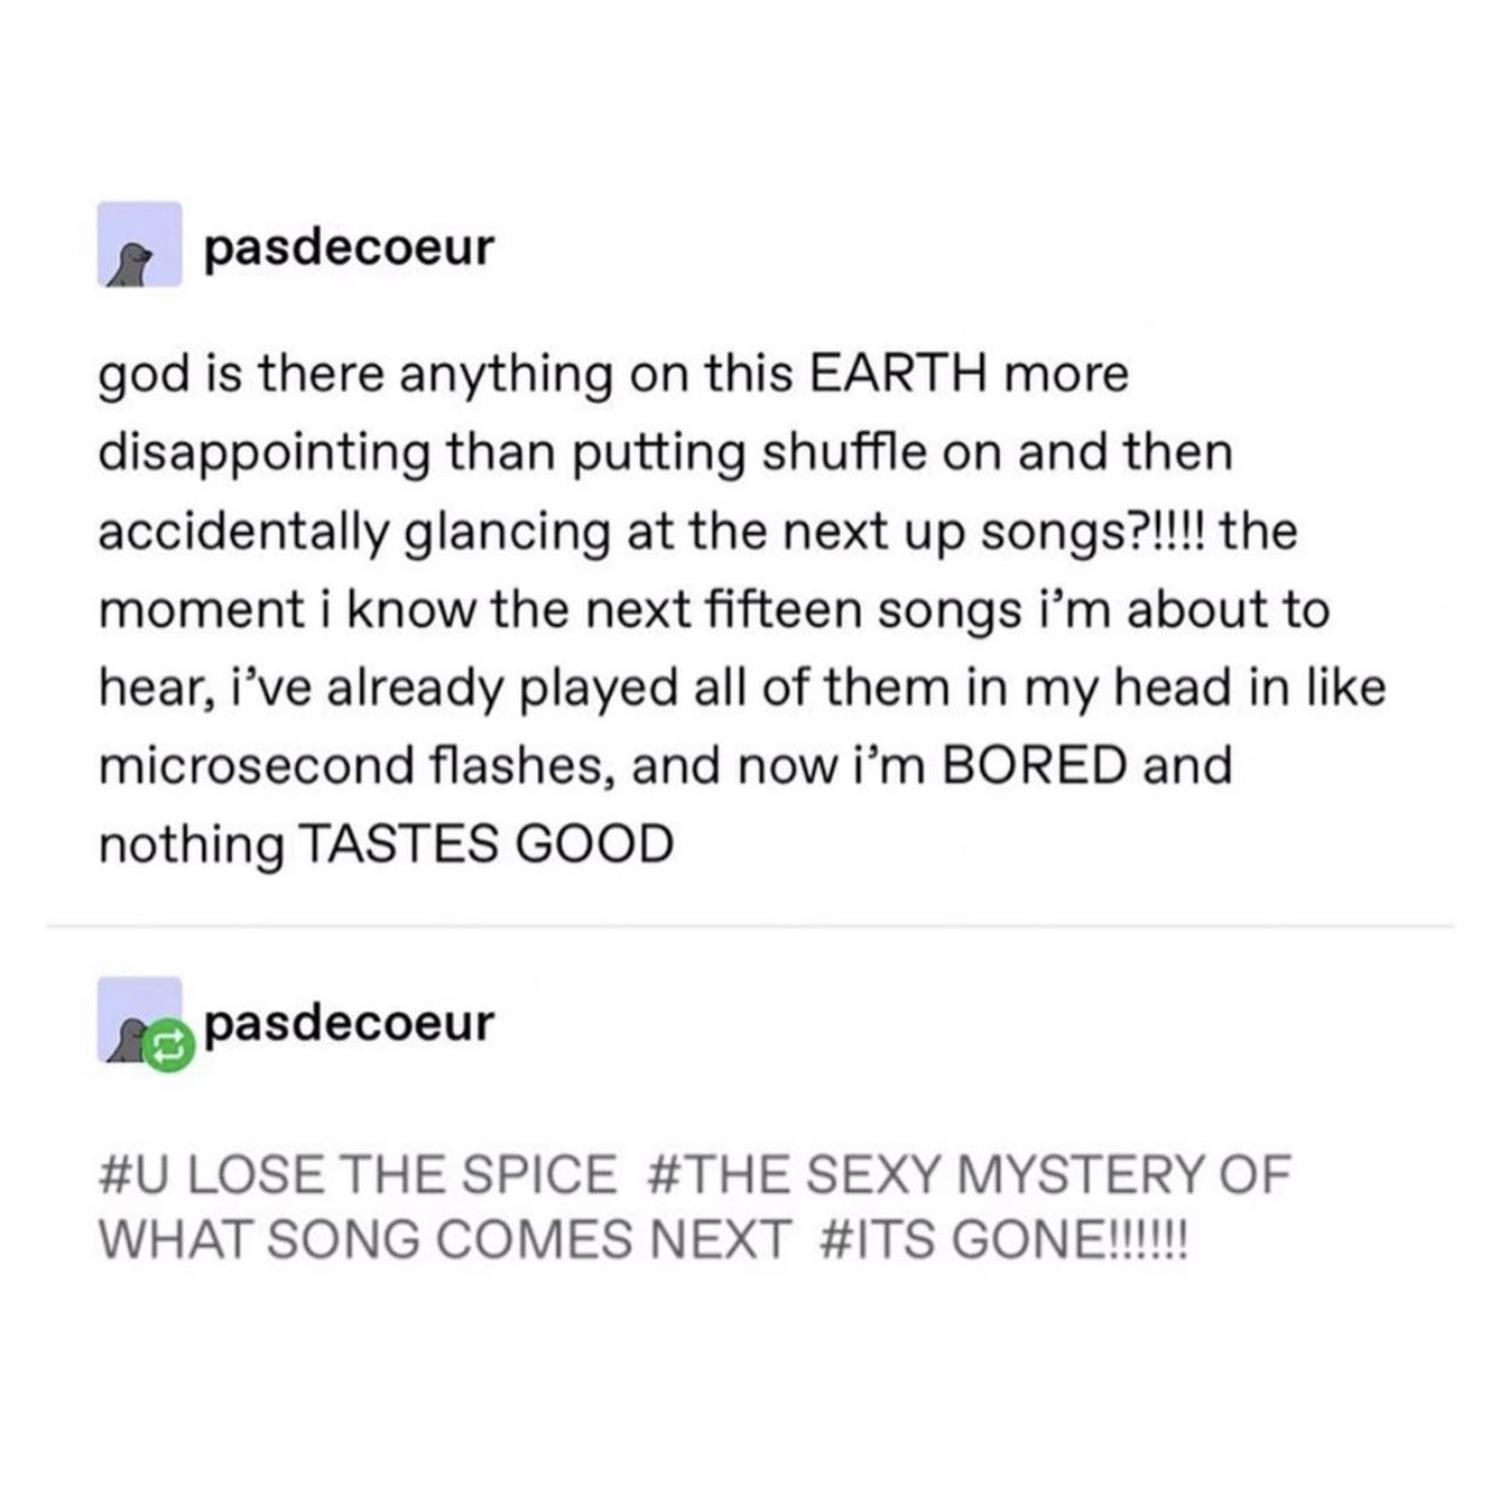 pasdecoeur
god is there anything on this EARTH more
disappointing than putting shuffle on and then
accidentally glancing at the next up songs?!!!! the
moment i know the next fifteen songs i’m about to
hear, i’ve already played all of them in my head in like
microsecond flashes, and now i’m BORED and
nothing TASTES GOOD
pasdecoeur
#U LOSE THE SPICE #THE SEXY MYSTERY OF
WHAT SONG COMES NEXT #ITS GONE!!!!!!